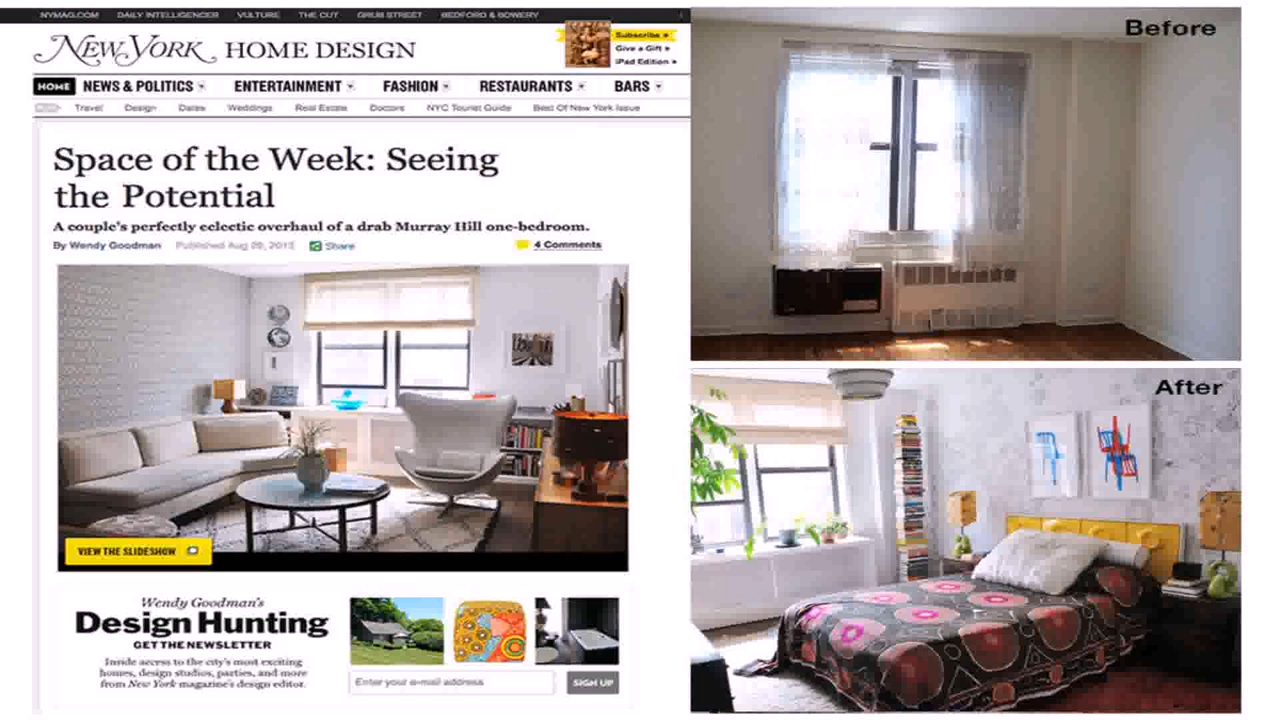 NYMAG.COM DAILY INTELLIGENCER VULTURE THE CUT GRUB STREET BEDFORD & BOWERY
NEW YORK HOME DESIGN
Subscribe
Give a Gift
iPad Edition
HOME NEWS & POLITICS ENTERTAINMENT FASHION RESTAURANTS BARS
Travel Design Dates Weddings Real Estate Doctors NYC Tourist Guide Best Of New York Issue
Space of the Week: Seeing
the Potential
A couple's perfectly eclectic overhaul of a drab Murray Hill one-bedroom.
By Wendy Goodman Published Aug Share 4 Comments
VIEW THE SLIDESHOW
Wendy Goodman's
Design Hunting
GET THE NEWSLETTER
Inside access to the city's most exciting
homes, design studios, parties, and more
from New York magazine's design editor.
Enter your e-mail address SIGN UP
Before
After